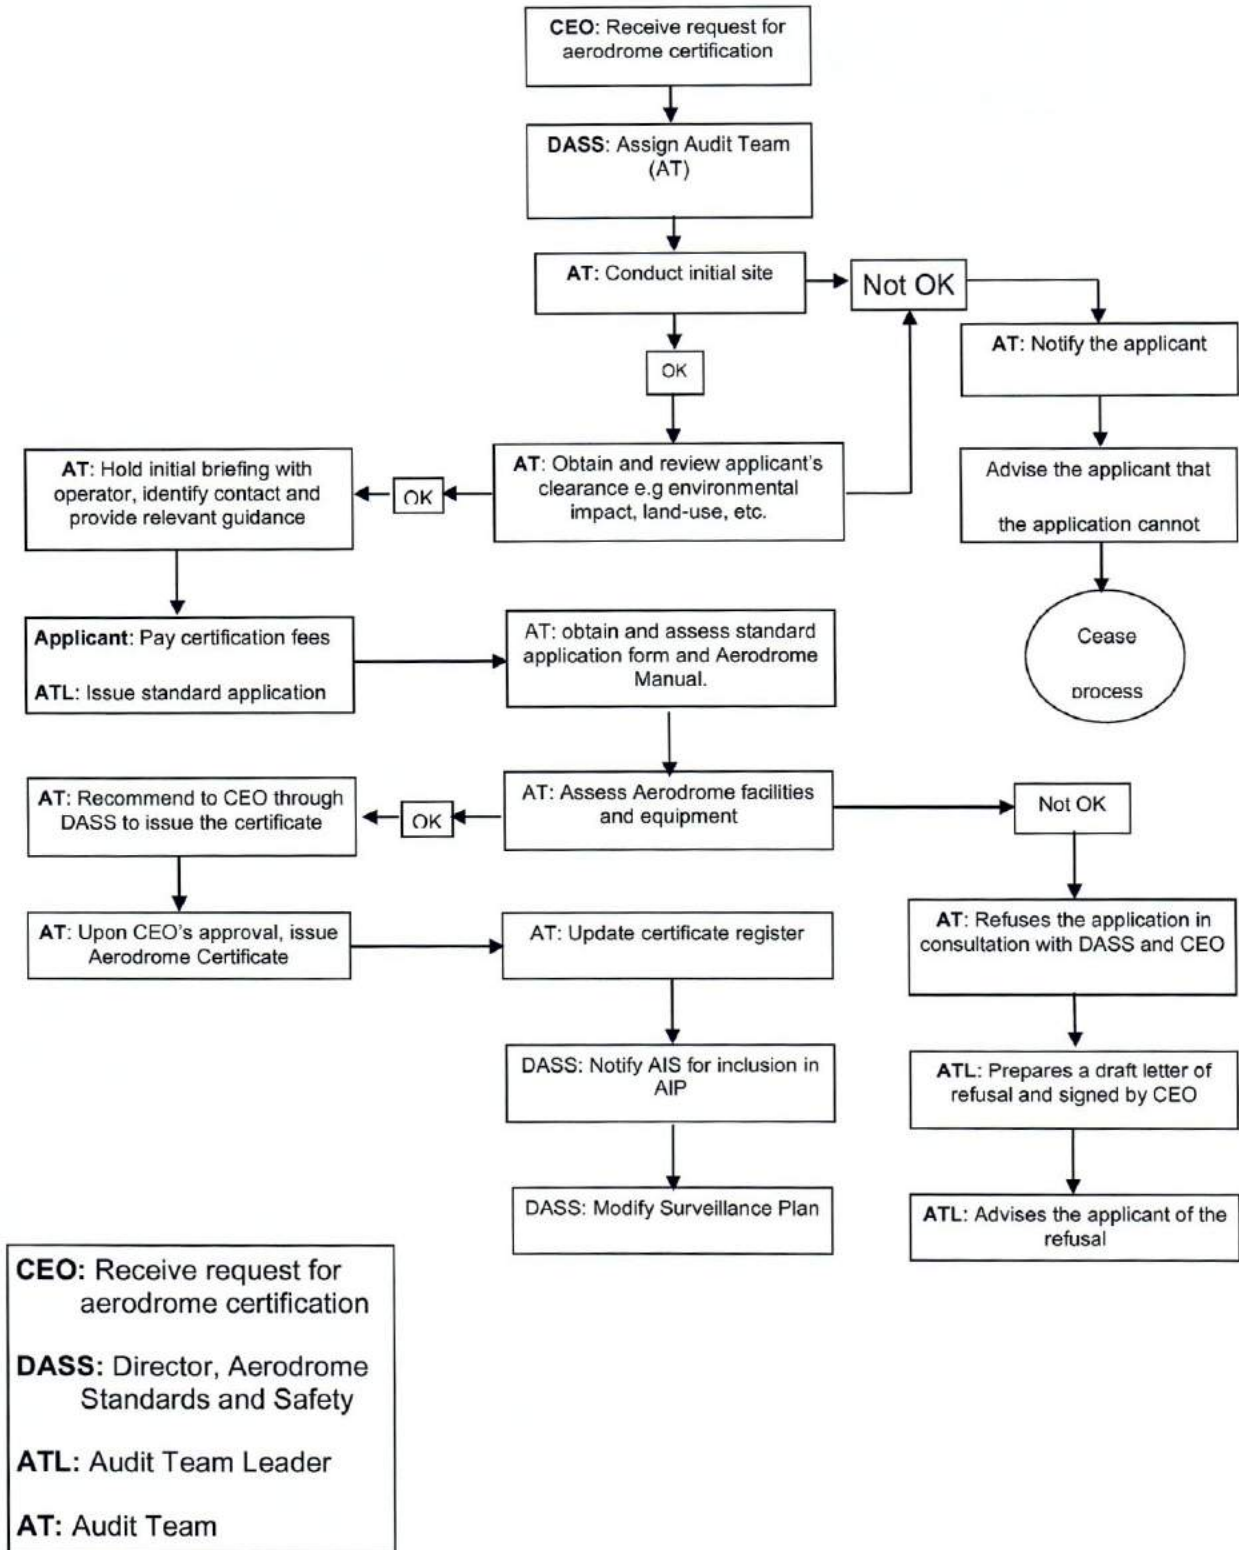 CEO: Receive request for
aerodrome certification
DASS: Assign Audit Team
(AT)
AT: Conduct initial site
Not OK
AT: Notify the applicant
OK
AT: Hold initial briefing with
operator, identify contact and
provide relevant guidance
OK
AT: Obtain and review applicant's
clearance e.g environmental
impact, land-use, etc.
Advise the applicant that
the application cannot
Applicant: Pay certification fees
ATL: Issue standard application
AT: obtain and assess standard
application form and Aerodrome
Manual.
Cease
process
AT: Recommend to CEO through
DASS to issue the certificate
OK
AT: Assess Aerodrome facilities
and equipment
Not OK
AT: Upon CEO's approval, issue
Aerodrome Certificate
AT: Update certificate register
AT: Refuses the application in
consultation with DASS and CEO
DASS: Notify AIS for inclusion in
AIP
ATL: Prepares a draft letter of
refusal and signed by CEO
DASS: Modify Surveillance Plan
ATL: Advises the applicant of the
refusal
CEO: Receive request for
aerodrome certification
DASS: Director, Aerodrome
Standards and Safety
ATL: Audit Team Leader
AT: Audit Team